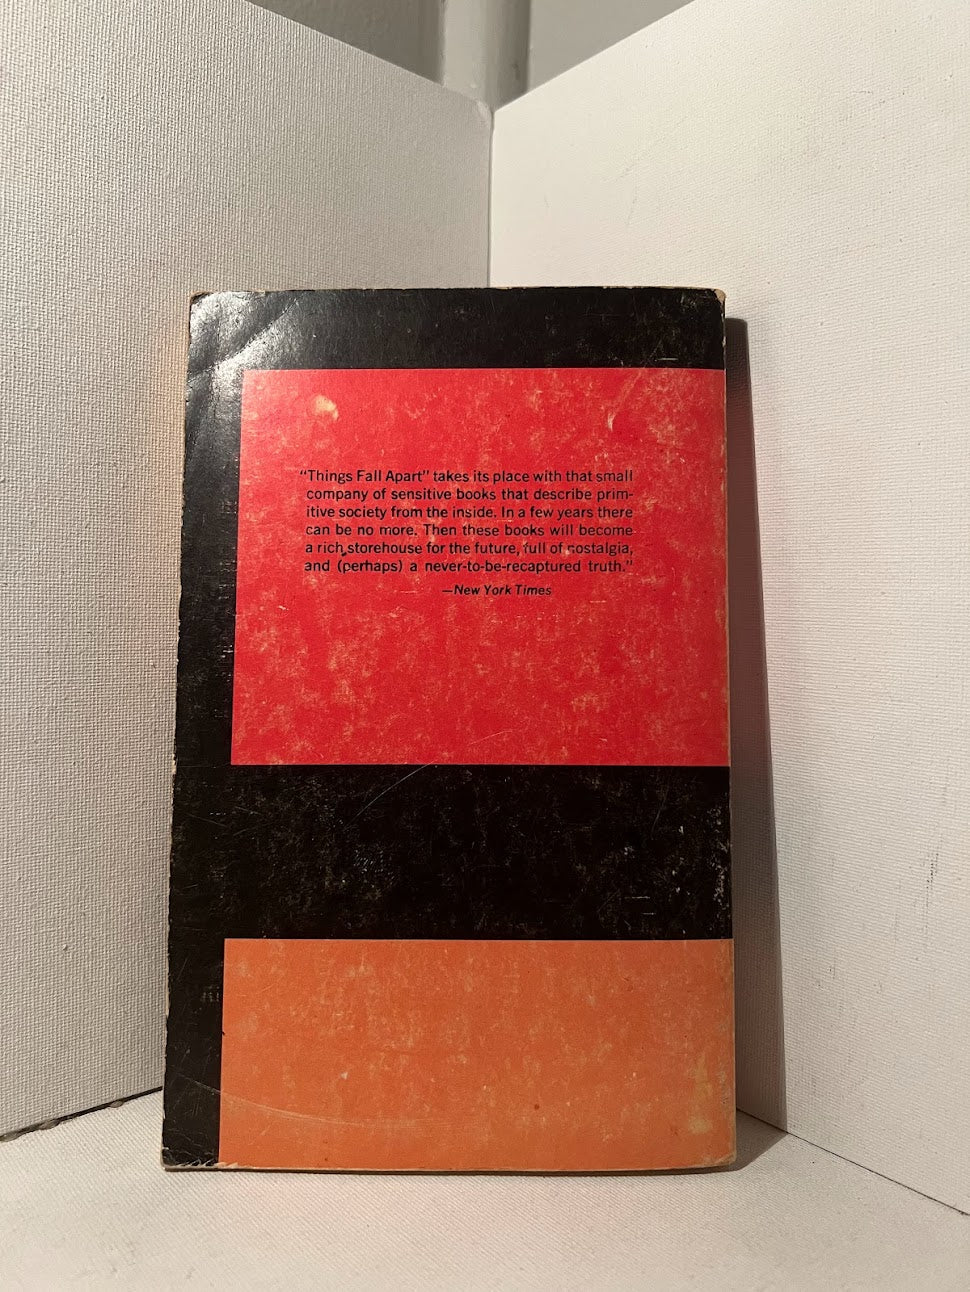 “Things Fall Apart” takes its place with that small
company of sensitive books that describe prim-
itive society from the inside. In a few years there
can be no more. Then these books will become
a rich storehouse for the future, full of nostalgia,
and (perhaps) a never-to-be-recaptured truth.”
—New York Times